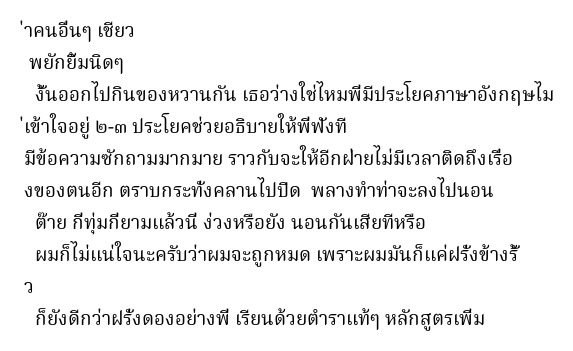 ่าคนอื่นๆ เชียว
พยักยิ้มนิดๆ
งั้นออกไปกินของหวานกัน เธอว่างใช่ไหมพี่มีประโยคภาษาอังกฤษไม
่เข้าใจอยู่ ๒-๓ ประโยคช่วยอธิบายให้พี่ฟังที
มีข้อความซักถามมากมาย ราวกับจะให้อีกฝ่ายไม่มีเวลาติดถึงเรื่อ
งของตนอีก ตราบกระทั่งคลานไปปิด พลางทำท่าจะลงไปนอน
ต๊าย กี่ทุ่มกี่ยามแล้วนี่ ง่วงหรือยัง นอนกันเสียทีหรือ
ผมก็ไม่แน่ใจนะครับว่าผมจะถูกหมด เพราะผมมันก็แค่ฝรั่งข้างรั้
ว
ก็ยังดีกว่าฝรั่งดองอย่างพี่ เรียนด้วยตำราแท้ๆ หลักสูตรเพิ่ม